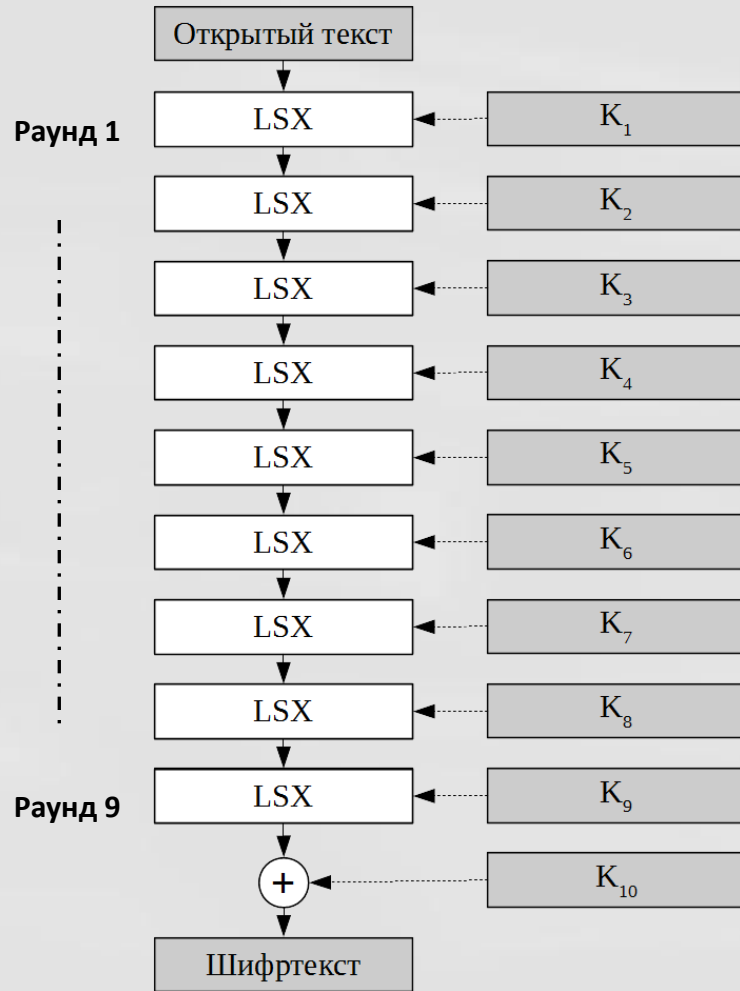 Открытый текст
Раунд 1
LSX
K₁
LSX
K₂
LSX
K₃
LSX
K₄
LSX
K₅
LSX
K₆
LSX
K₇
LSX
K₈
Раунд 9
LSX
K₉
+
K₁₀
Шифртекст